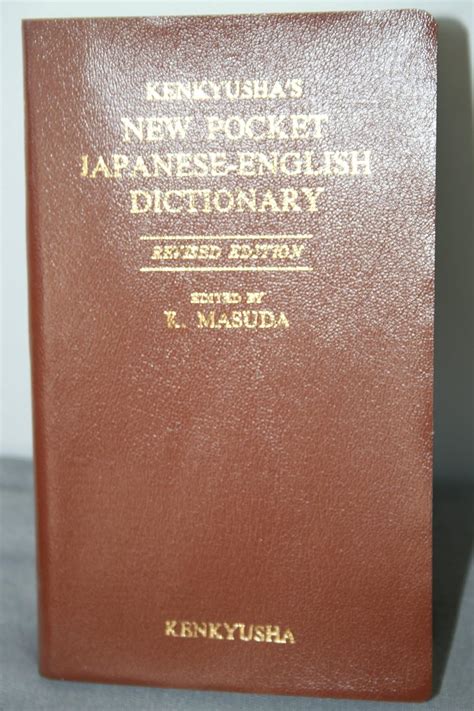 KENKYUSHA'S
NEW POCKET
JAPANESE-ENGLISH
DICTIONARY
REVISED EDITION
EDITED BY
K. MASUDA
KENKYUSHA